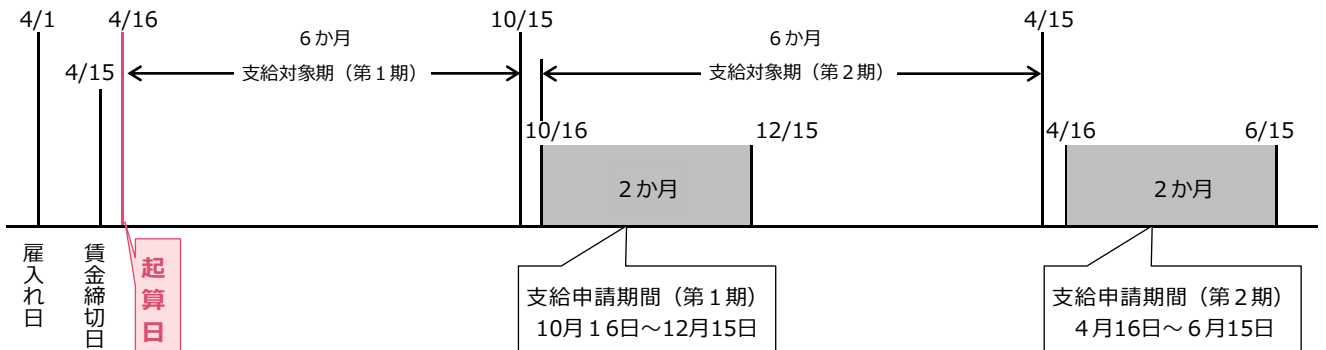 4/1
4/16
10/15
4/15
6か月
6か月
4/15
支給対象期（第１期）
支給対象期（第２期）
10/16
12/15
4/16
6/15
２か月
２か月
雇入れ日
賃金締切日
起算日
支給申請期間（第１期）
10月１6日～12月15日
支給申請期間（第２期）
４月16日～６月15日